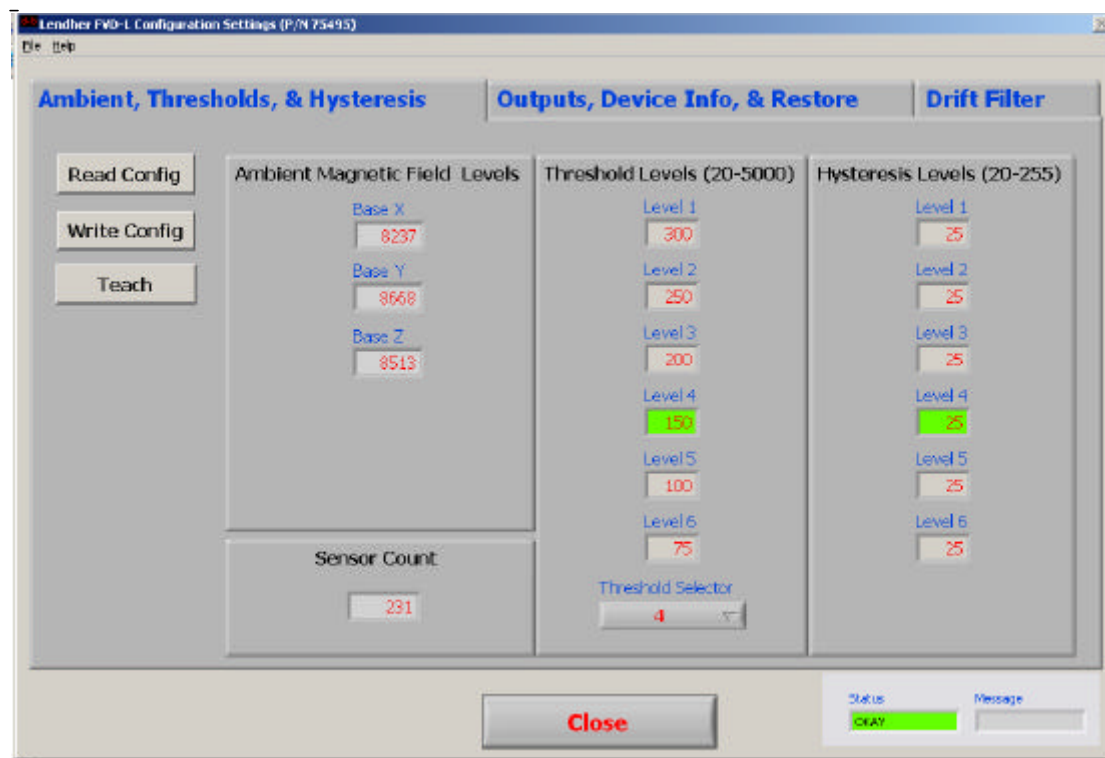 Lendher FVD-L Configuration Settings (P/N 75495)
File Help
Ambient, Thresholds, & Hysteresis
Outputs, Device Info, & Restore
Drift Filter
Read Config
Write Config
Teach
Ambient Magnetic Field Levels
Base X
8237
Base Y
8668
Base Z
8513
Sensor Count
231
Threshold Levels (20-5000)
Level 1
300
Level 2
250
Level 3
200
Level 4
150
Level 5
100
Level 6
75
Threshold Selector
4
Hysteresis Levels (20-255)
Level 1
25
Level 2
25
Level 3
25
Level 4
25
Level 5
25
Level 6
25
Close
Status
OKAY
Message